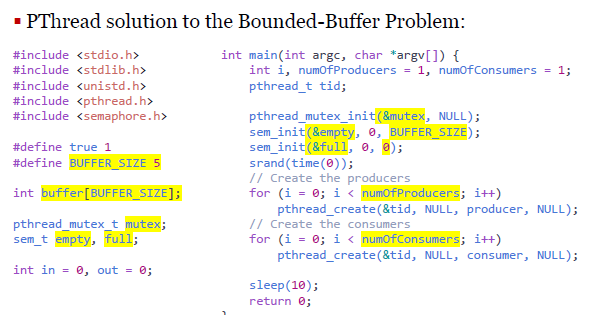 ▪ PThread solution to the Bounded-Buffer Problem:
#include <stdio.h>
#include <stdlib.h>
#include <unistd.h>
#include <pthread.h>
#include <semaphore.h>
#define true 1
#define BUFFER_SIZE 5
int buffer[BUFFER_SIZE];
pthread_mutex_t mutex;
sem_t empty, full;
int in = 0, out = 0;
int main(int argc, char *argv[]) {
int i, numOfProducers = 1, numOfConsumers = 1;
pthread_t tid;
pthread_mutex_init(&mutex, NULL);
sem_init(&empty, 0, BUFFER_SIZE);
sem_init(&full, 0, 0);
srand(time(0));
// Create the producers
for (i = 0; i < numOfProducers; i++)
pthread_create(&tid, NULL, producer, NULL);
// Create the consumers
for (i = 0; i < numOfConsumers; i++)
pthread_create(&tid, NULL, consumer, NULL);
sleep(10);
return 0;